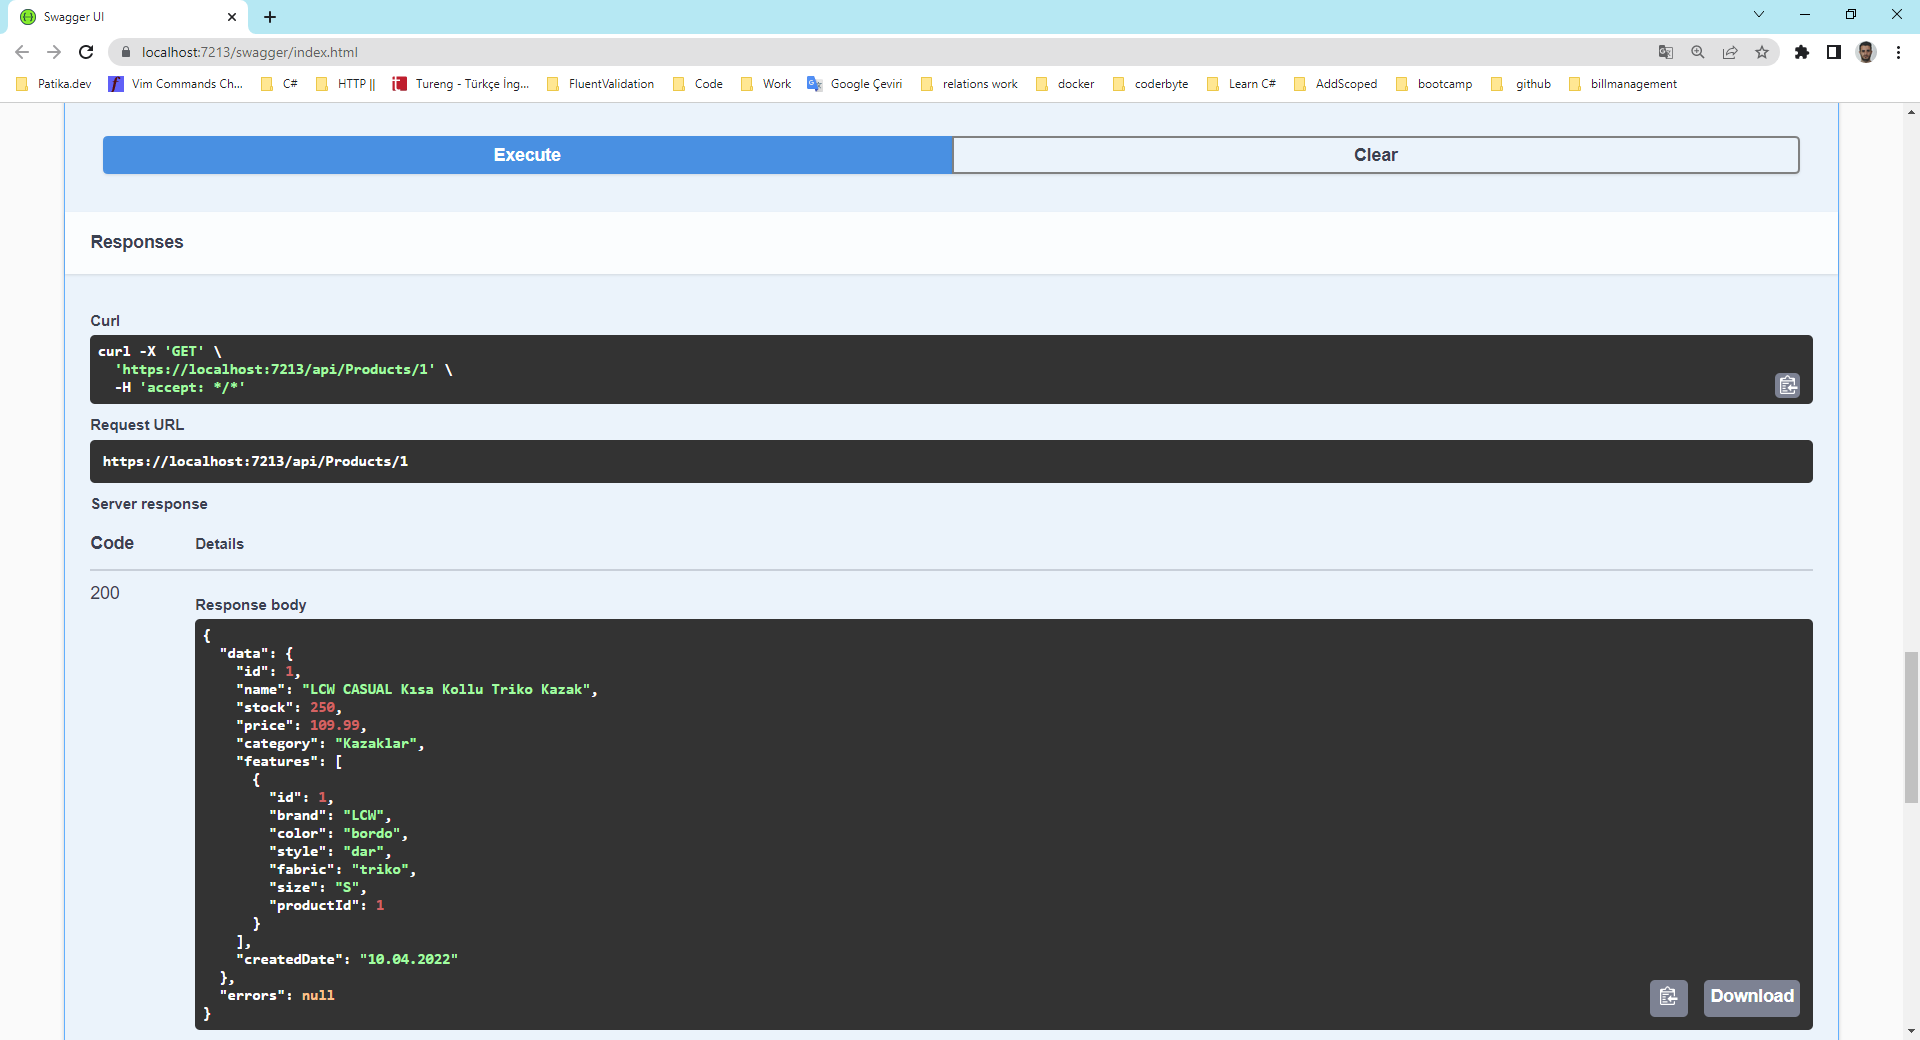 Swagger UI
localhost:7213/swagger/index.html
Patika.dev
Vim Commands Ch...
C#
HTTP ||
Tureng - Türkçe İng...
FluentValidation
Code
Work
Google Çeviri
relations work
docker
coderbyte
Learn C#
AddScoped
bootcamp
github
billmanagement
Execute
Clear
Responses
Curl
curl -X 'GET' \
  'https://localhost:7213/api/Products/1' \
  -H 'accept: */*'
Request URL
https://localhost:7213/api/Products/1
Server response
Code
Details
200
Response body
{
  "data": {
    "id": 1,
    "name": "LCW CASUAL Kısa Kollu Triko Kazak",
    "stock": 250,
    "price": 109.99,
    "category": "Kazaklar",
    "features": [
      {
        "id": 1,
        "brand": "LCW",
        "color": "bordo",
        "style": "dar",
        "fabric": "triko",
        "size": "S",
        "productId": 1
      }
    ],
    "createdDate": "10.04.2022"
  },
  "errors": null
}
Download